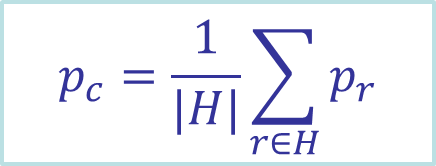 p_c = \frac{1}{|H|} \sum_{r \in H} p_r